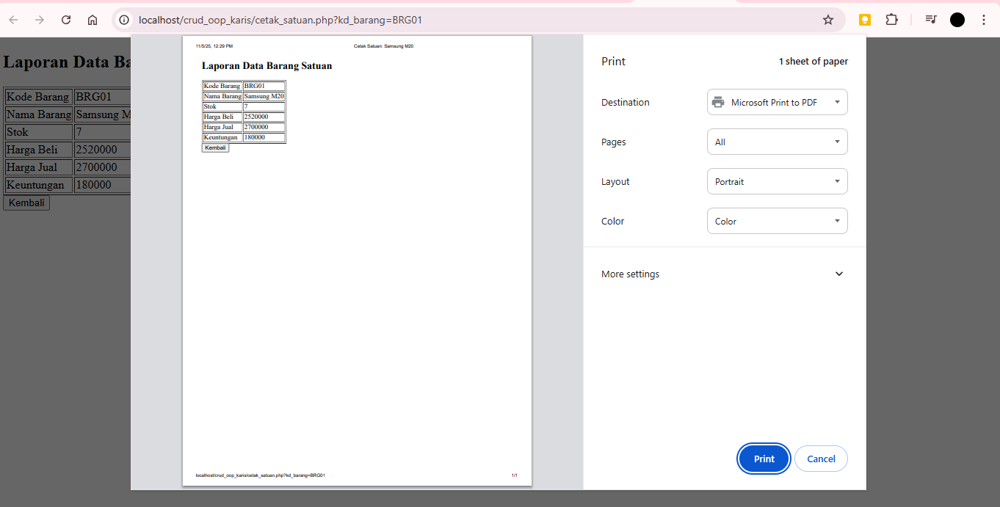 localhost/crud_oop_karis/cetak_satuan.php?kd_barang=BRG01
Laporan Data Ba
Kode Barang BRG01
Nama Barang Samsung M
Stok 7
Harga Beli 2520000
Harga Jual 2700000
Keuntungan 180000
Kembali
11/5/25, 12:29 PM Cetak Satuan: Samsung M20
Laporan Data Barang Satuan
Kode Barang BRG01
Nama Barang Samsung M20
Stok 7
Harga Beli 2520000
Harga Jual 2700000
Keuntungan 180000
Kembali
localhost/crud_oop_karis/cetak_satuan.php?kd_barang=BRG01 1/1
Print 1 sheet of paper
Destination Microsoft Print to PDF
Pages All
Layout Portrait
Color Color
More settings
Print Cancel